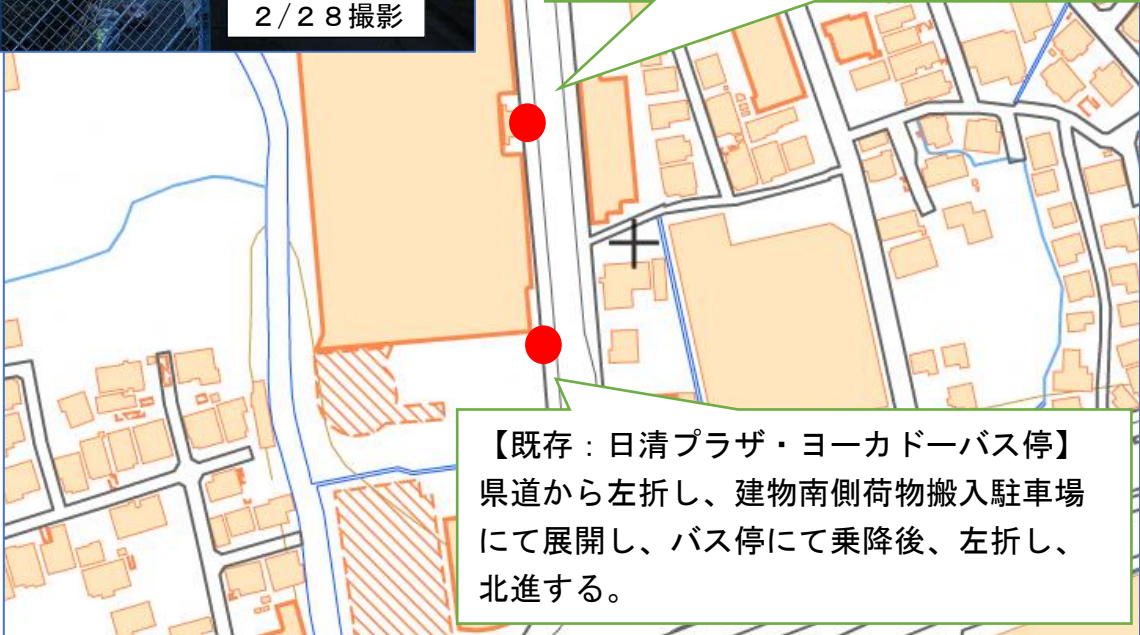 2/28撮影
【既存：日清プラザ・ヨーカドーバス停】
県道から左折し、建物南側荷物搬入駐車場
にて展開し、バス停にて乗降後、左折し、
北進する。